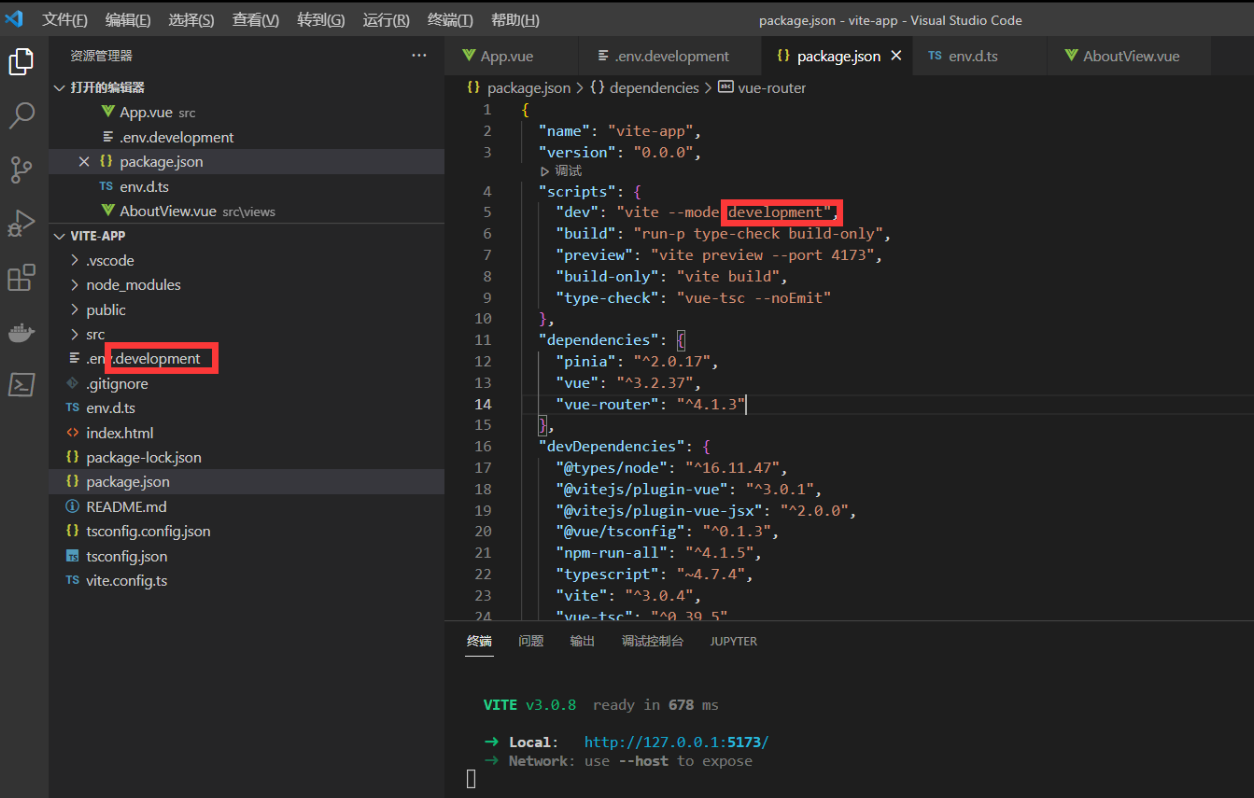 文件(F) 编辑(E) 选择(S) 查看(V) 转到(G) 运行(R) 终端(T) 帮助(H) package.json - vite-app - Visual Studio Code
资源管理器 ···
打开的编辑器
App.vue src
.env.development
package.json
env.d.ts
AboutView.vue src\views
VITE-APP
.vscode
node_modules
public
src
.env.development
.gitignore
TS env.d.ts
index.html
package-lock.json
package.json
README.md
tsconfig.config.json
tsconfig.json
TS vite.config.ts
App.vue .env.development {} package.json TS env.d.ts AboutView.vue
{} package.json > {} dependencies > vue-router
1 {
2 "name": "vite-app",
3 "version": "0.0.0",
调试
4 "scripts": {
5 "dev": "vite --mode development",
6 "build": "run-p type-check build-only",
7 "preview": "vite preview --port 4173",
8 "build-only": "vite build",
9 "type-check": "vue-tsc --noEmit"
10 },
11 "dependencies": {
12 "pinia": "^2.0.17",
13 "vue": "^3.2.37",
14 "vue-router": "^4.1.3"
15 },
16 "devDependencies": {
17 "@types/node": "^16.11.47",
18 "@vitejs/plugin-vue": "^3.0.1",
19 "@vitejs/plugin-vue-jsx": "^2.0.0",
20 "@vue/tsconfig": "^0.1.3",
21 "npm-run-all": "^4.1.5",
22 "typescript": "~4.7.4",
23 "vite": "^3.0.4",
24 "vue-tsc": "^0.39.5"
终端 问题 输出 调试控制台 JUPYTER
VITE v3.0.8 ready in 678 ms
➜ Local: http://127.0.0.1:5173/
➜ Network: use --host to expose